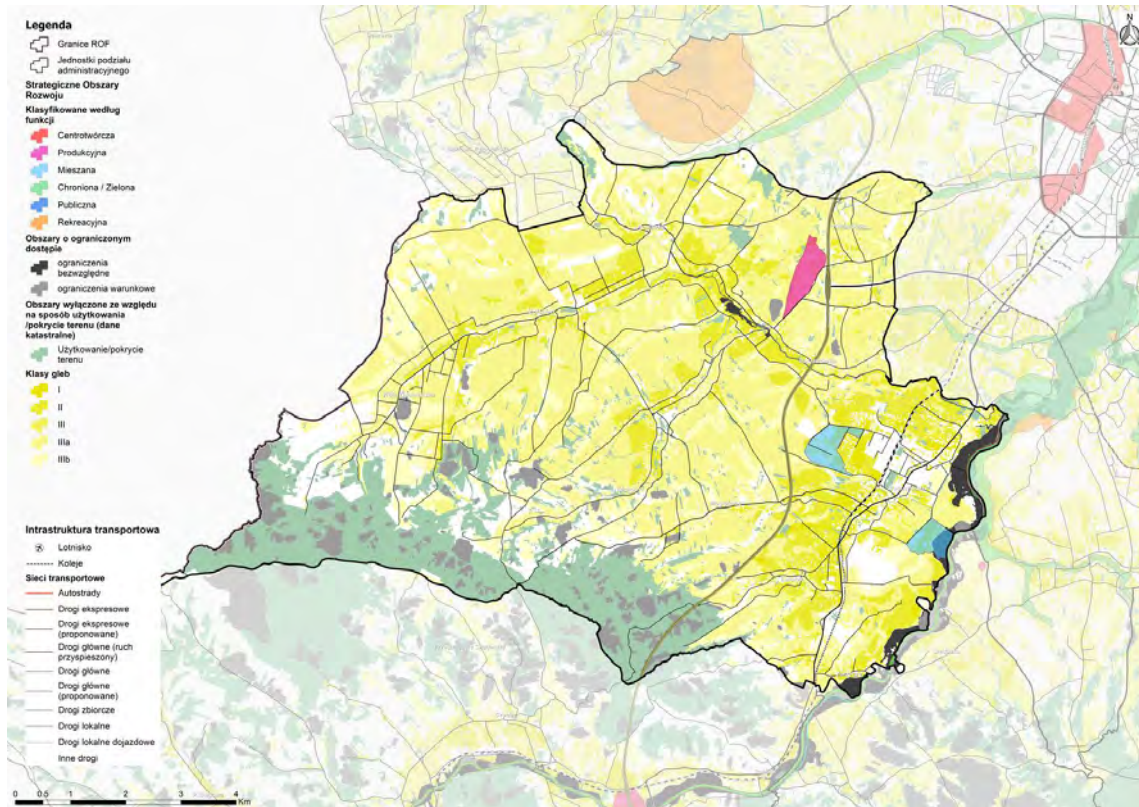 Legenda
Granice ROF
Jednostki podziału
administracyjnego
Strategiczne Obszary
Rozwoju
Klasyfikowane według
funkcji
Centrotwórcza
Produkcyjna
Mieszana
Chroniona / Zielona
Publiczna
Rekreacyjna
Obszary o ograniczonym
dostępie
ograniczenia
bezwzględne
ograniczenia warunkowe
Obszary wyłączone ze względu
na sposób użytkowania
/pokrycie terenu (dane
katastralne)
Użytkowanie/pokrycie
terenu
Klasy gleb
I
II
III
IIIa
IIIb
Intrastruktura transportowa
Lotnisko
Koleje
Sieci transportowe
Autostrady
Drogi ekspresowe
Drogi ekspresowe
(proponowane)
Drogi główne (ruch
przyspieszony)
Drogi główne
Drogi główne
(proponowane)
Drogi zbiorcze
Drogi lokalne
Drogi lokalne dojazdowe
Inne drogi
0 0.5 1 2 3 4
Km
N